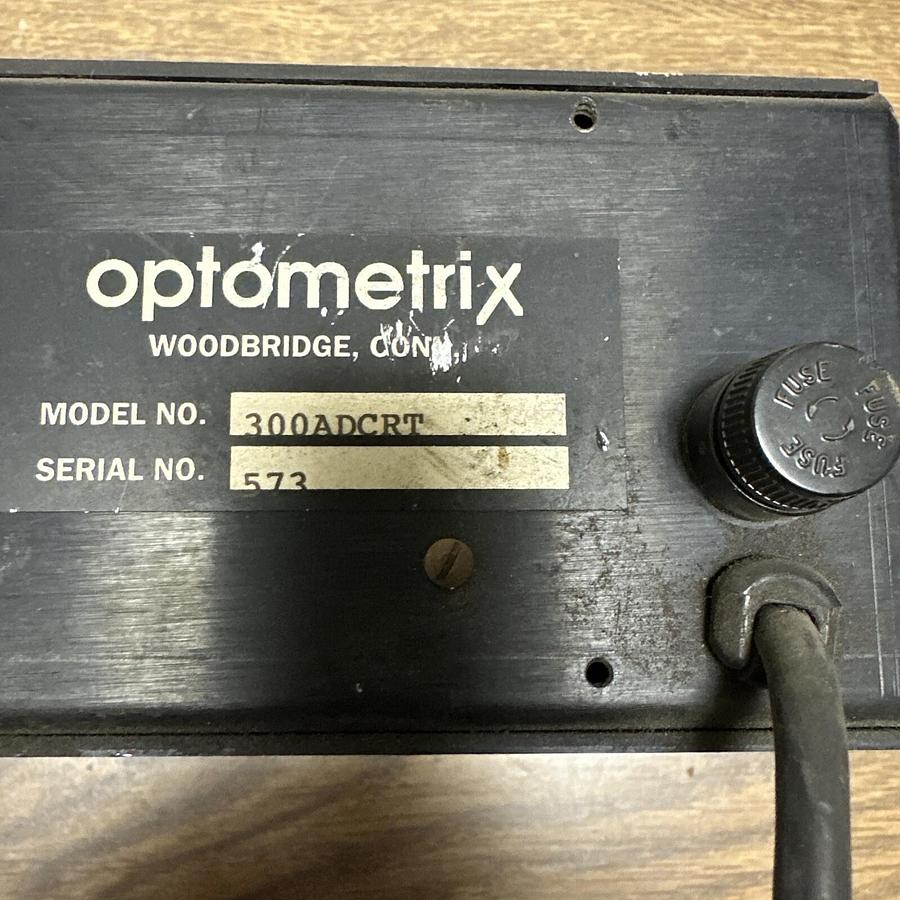 optometrix
WOODBRIDGE, CONN.
MODEL NO. 300ADCRT
SERIAL NO. 573
FUSE FUSE FUSE